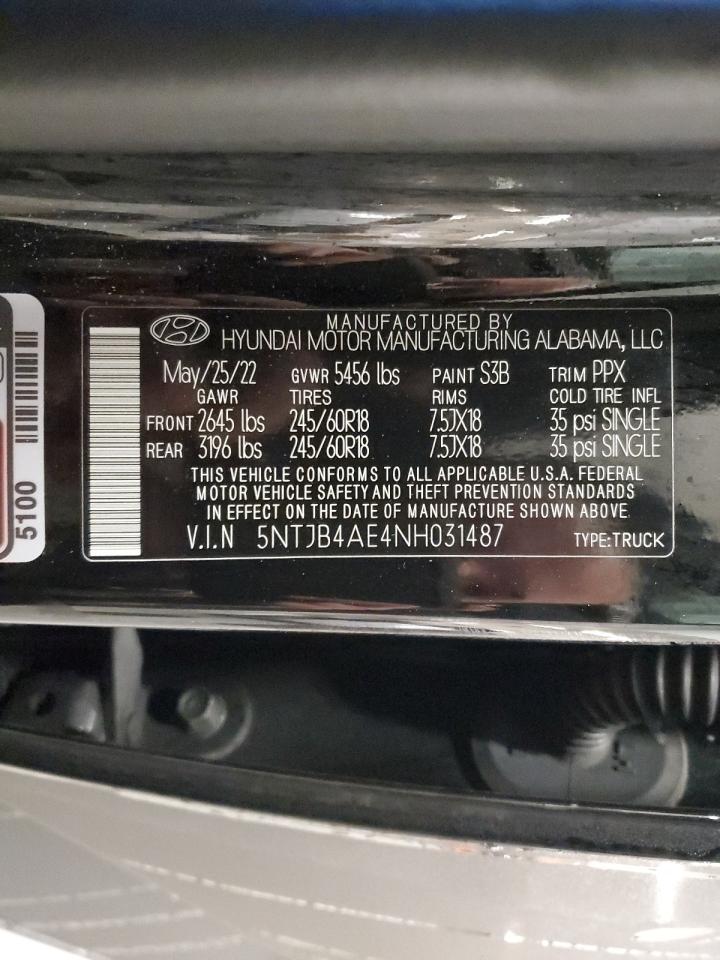 MANUFACTURED BY
HYUNDAI MOTOR MANUFACTURING ALABAMA, LLC
May/25/22 GVWR 5456 lbs PAINT S3B TRIM PPX
GAWR TIRES RIMS COLD TIRE INFL
FRONT 2645 lbs 245/60R18 7.5JX18 35 psi SINGLE
REAR 3196 lbs 245/60R18 7.5JX18 35 psi SINGLE
THIS VEHICLE CONFORMS TO ALL APPLICABLE U.S.A. FEDERAL
MOTOR VEHICLE SAFETY AND THEFT PREVENTION STANDARDS
IN EFFECT ON THE DATE OF MANUFACTURE SHOWN ABOVE.
V.I.N 5NTJB4AE4NH031487 TYPE:TRUCK
5100